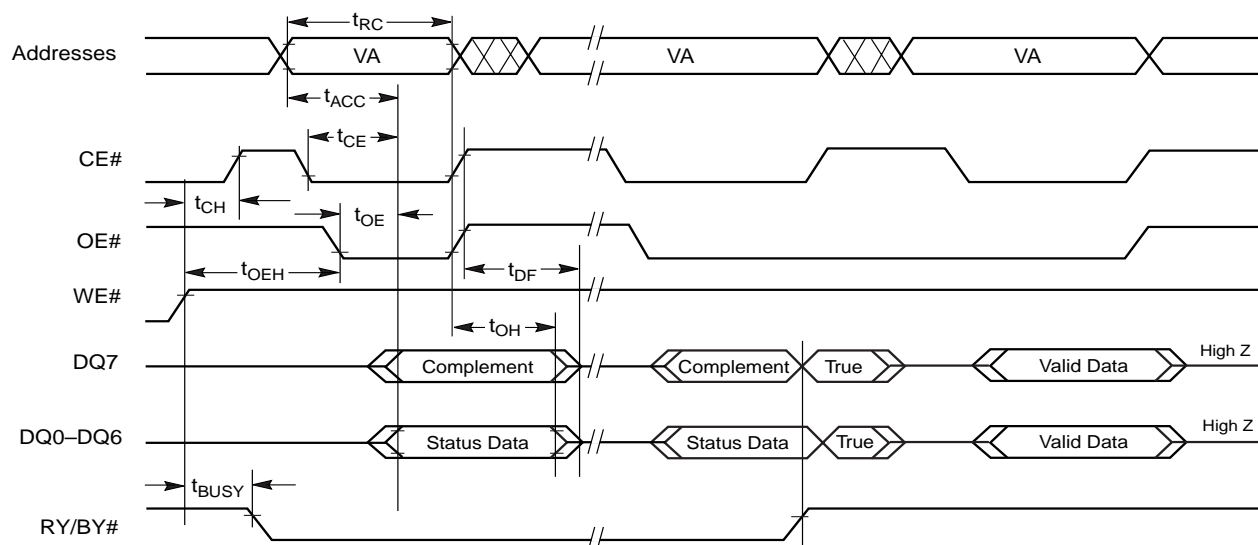 tRC
Addresses VA VA VA
tACC
tCE
CE#
tCH tOE
OE#
tOEH tDF
WE#
tOH
DQ7 Complement Complement True Valid Data High Z
DQ0–DQ6 Status Data Status Data True Valid Data High Z
tBUSY
RY/BY#